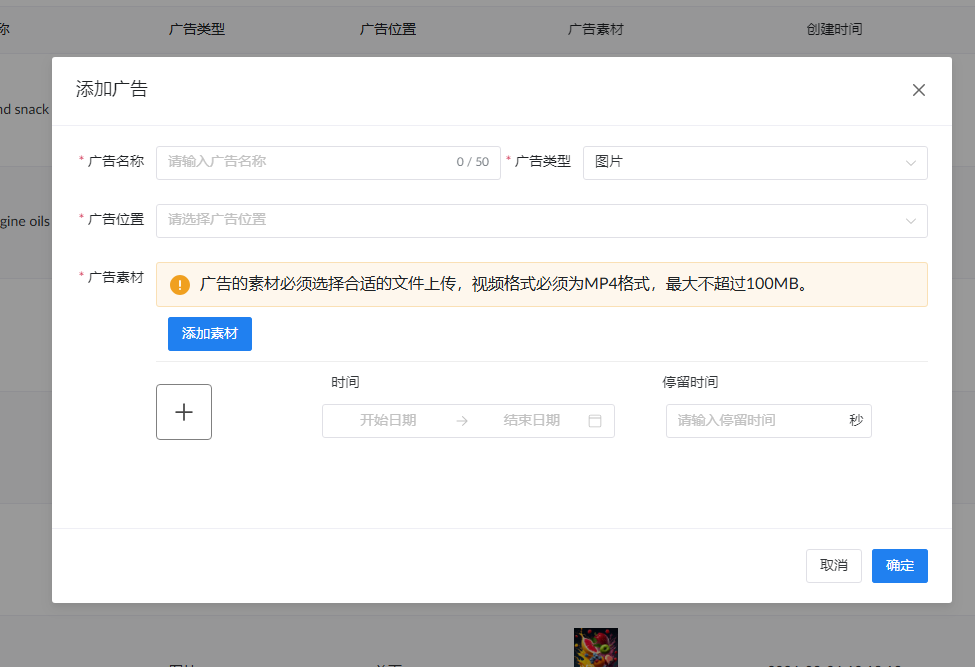 称 广告类型 广告位置 广告素材 创建时间
添加广告
nd snack
* 广告名称 请输入广告名称 0 / 50 * 广告类型 图片
gine oils
* 广告位置 请选择广告位置
* 广告素材 广告的素材必须选择合适的文件上传，视频格式必须为MP4格式，最大不超过100MB。
添加素材
时间 停留时间
开始日期 结束日期 请输入停留时间 秒
取消 确定